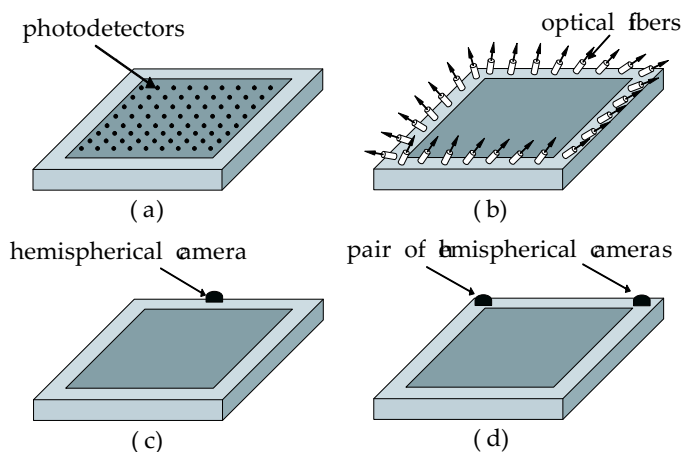 photodetectors
optical fibers
(a)
(b)
hemispherical camera
pair of hemispherical cameras
(c)
(d)